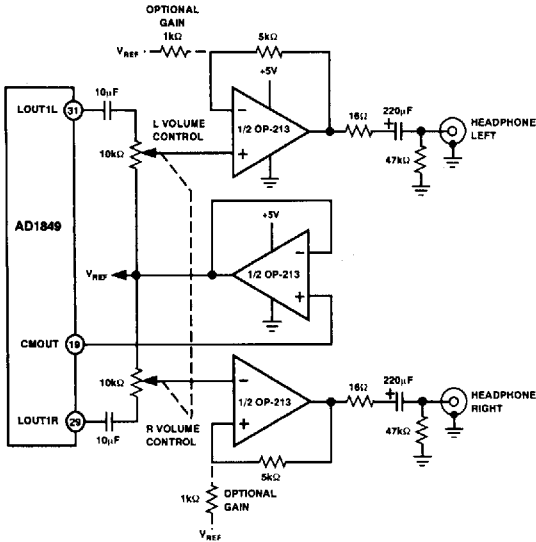 OPTIONAL
GAIN
1kΩ
5kΩ
VREF
+5V
10µF
LOUT1L
31
L VOLUME
CONTROL
−
1/2 OP-213
+
16Ω
220µF
+
HEADPHONE
LEFT
10kΩ
47kΩ
AD1849
+5V
−
VREF
1/2 OP-213
+
CMOUT
19
10kΩ
−
1/2 OP-213
+
16Ω
220µF
+
HEADPHONE
RIGHT
LOUT1R
29
10µF
R VOLUME
CONTROL
47kΩ
5kΩ
1kΩ
OPTIONAL
GAIN
VREF